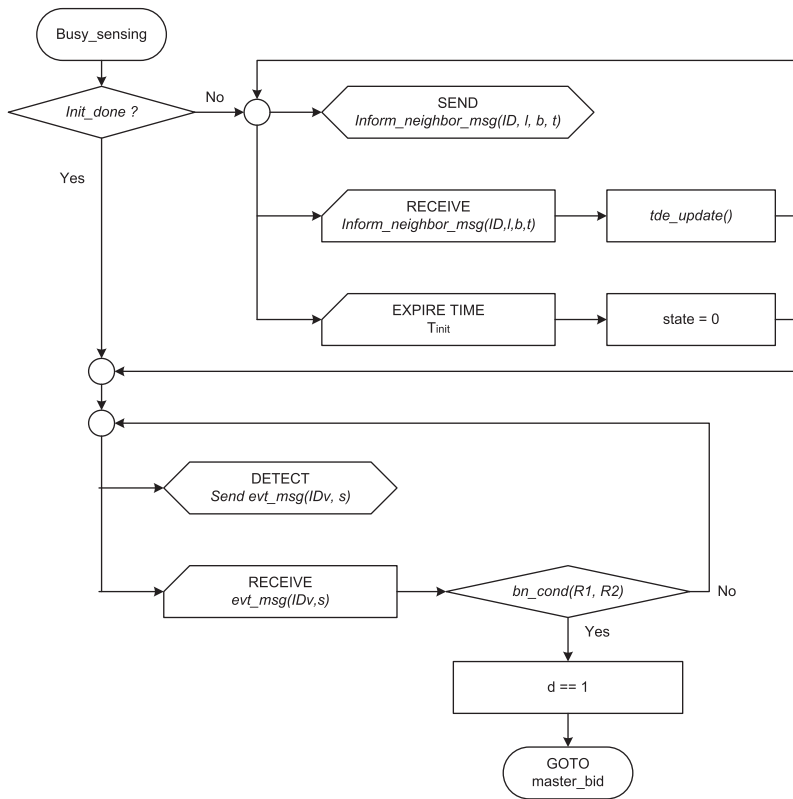 Busy_sensing
Init_done ?
No
SEND
Inform_neighbor_msg(ID, l, b, t)
Yes
RECEIVE
Inform_neighbor_msg(ID,l,b,t)
tde_update()
EXPIRE TIME
Tinit
state = 0
DETECT
Send evt_msg(IDv, s)
RECEIVE
evt_msg(IDv,s)
bn_cond(R1, R2)
No
Yes
d == 1
GOTO
master_bid